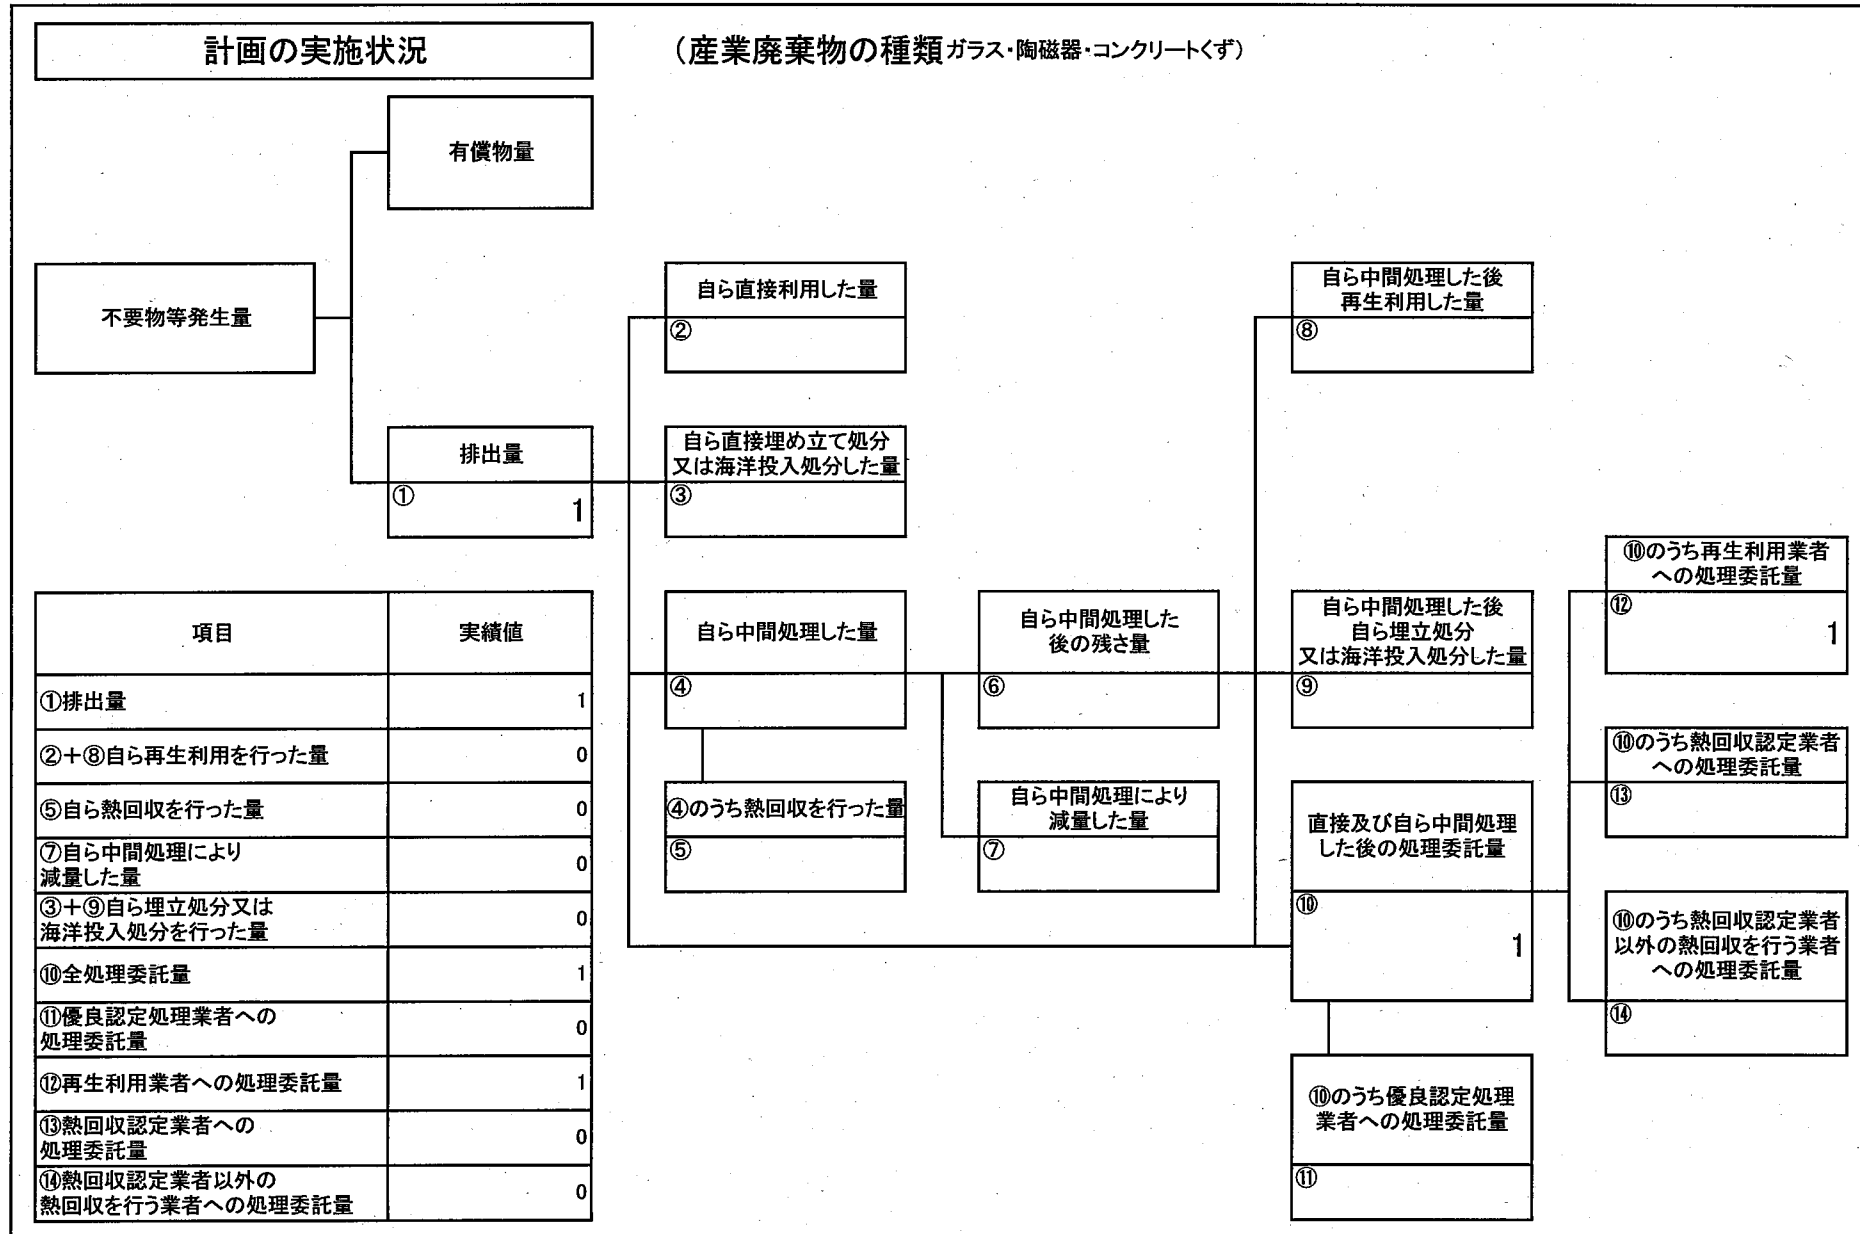 計画の実施状況
(産業廃棄物の種類ガラス・陶磁器・コンクリートくず)
有償物量
不要物等発生量
排出量
①
1
自ら直接利用した量
②
自ら直接埋め立て処分
又は海洋投入処分した量
③
自ら中間処理した量
④
④のうち熱回収を行った量
⑤
自ら中間処理した
後の残さ量
⑥
自ら中間処理により
減量した量
⑦
自ら中間処理した後
再生利用した量
⑧
自ら中間処理した後
自ら埋立処分
又は海洋投入処分した量
⑨
直接及び自ら中間処理
した後の処理委託量
⑩
1
⑩のうち優良認定処理
業者への処理委託量
⑪
⑩のうち再生利用業者
への処理委託量
⑫
1
⑩のうち熱回収認定業者
への処理委託量
⑬
⑩のうち熱回収認定業者
以外の熱回収を行う業者
への処理委託量
⑭
項目 実績値
①排出量 1
②+⑧自ら再生利用を行った量 0
⑤自ら熱回収を行った量 0
⑦自ら中間処理により
減量した量 0
③+⑨自ら埋立処分又は
海洋投入処分を行った量 0
⑩全処理委託量 1
⑪優良認定処理業者への
処理委託量 0
⑫再生利用業者への処理委託量 1
⑬熱回収認定業者への
処理委託量 0
⑭熱回収認定業者以外の
熱回収を行う業者への処理委託量 0